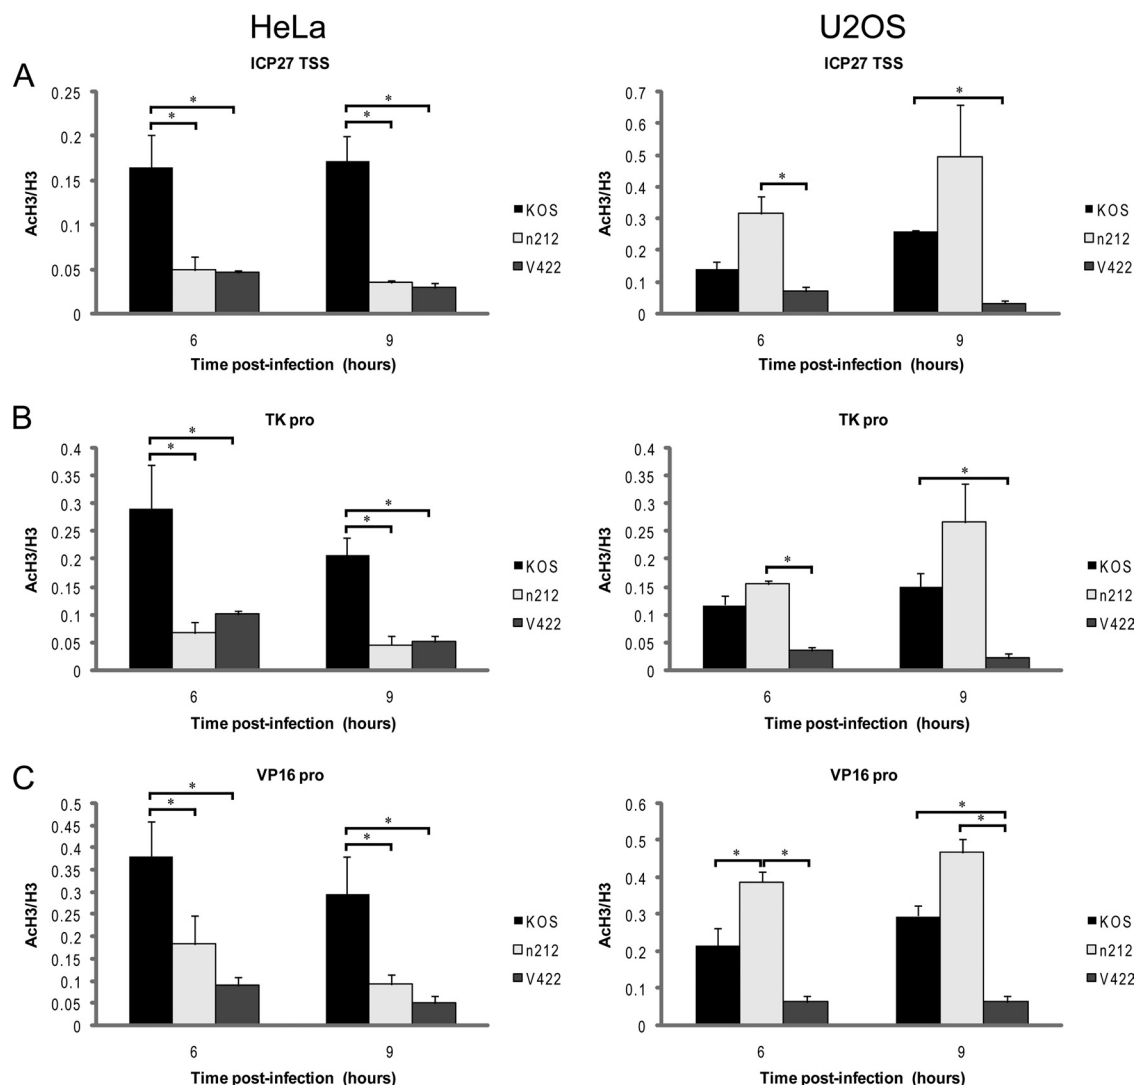 HeLa
U2OS
A
ICP27 TSS
AcH3/H3
0.25
0.2
0.15
0.1
0.05
0
* * * *
6 9
Time post-infection (hours)
KOS
n212
V422
ICP27 TSS
AcH3/H3
0.7
0.6
0.5
0.4
0.3
0.2
0.1
0
* *
6 9
Time post-infection (hours)
KOS
n212
V422
B
TK pro
AcH3/H3
0.4
0.35
0.3
0.25
0.2
0.15
0.1
0.05
0
* * * *
6 9
Time post-infection (hours)
KOS
n212
V422
TK pro
AcH3/H3
0.4
0.35
0.3
0.25
0.2
0.15
0.1
0.05
0
* *
6 9
Time post-infection (hours)
KOS
n212
V422
C
VP16 pro
AcH3/H3
0.5
0.45
0.4
0.35
0.3
0.25
0.2
0.15
0.1
0.05
0
* * * *
6 9
Time post-infection (hours)
KOS
n212
V422
VP16 pro
AcH3/H3
0.6
0.5
0.4
0.3
0.2
0.1
0
* * * *
6 9
Time post-infection (hours)
KOS
n212
V422